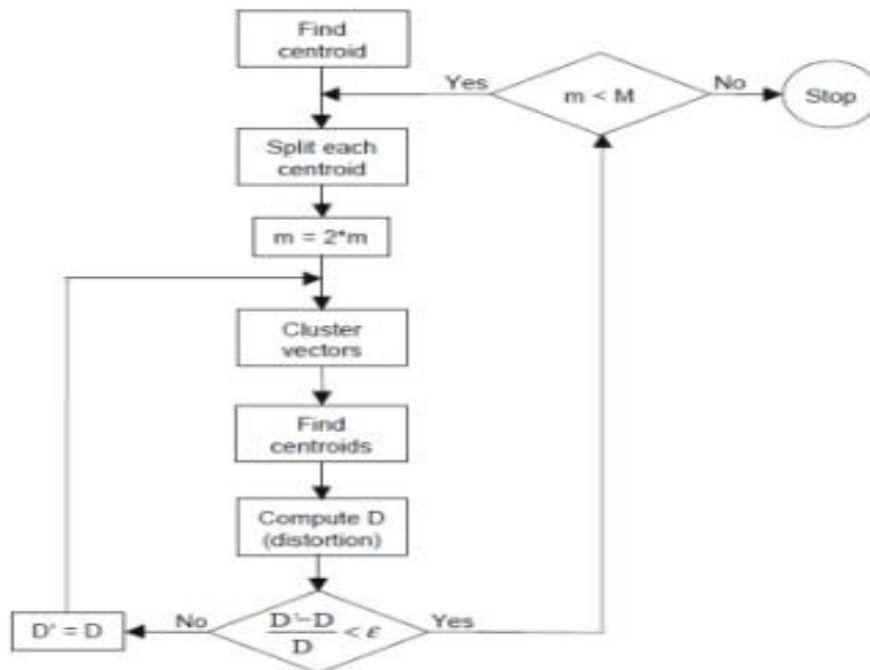 Find
centroid
Yes
m < M
No
Stop
Split each
centroid
m = 2*m
Cluster
vectors
Find
centroids
Compute D
(distortion)
D' = D
No
D'-D
D
< ε
Yes